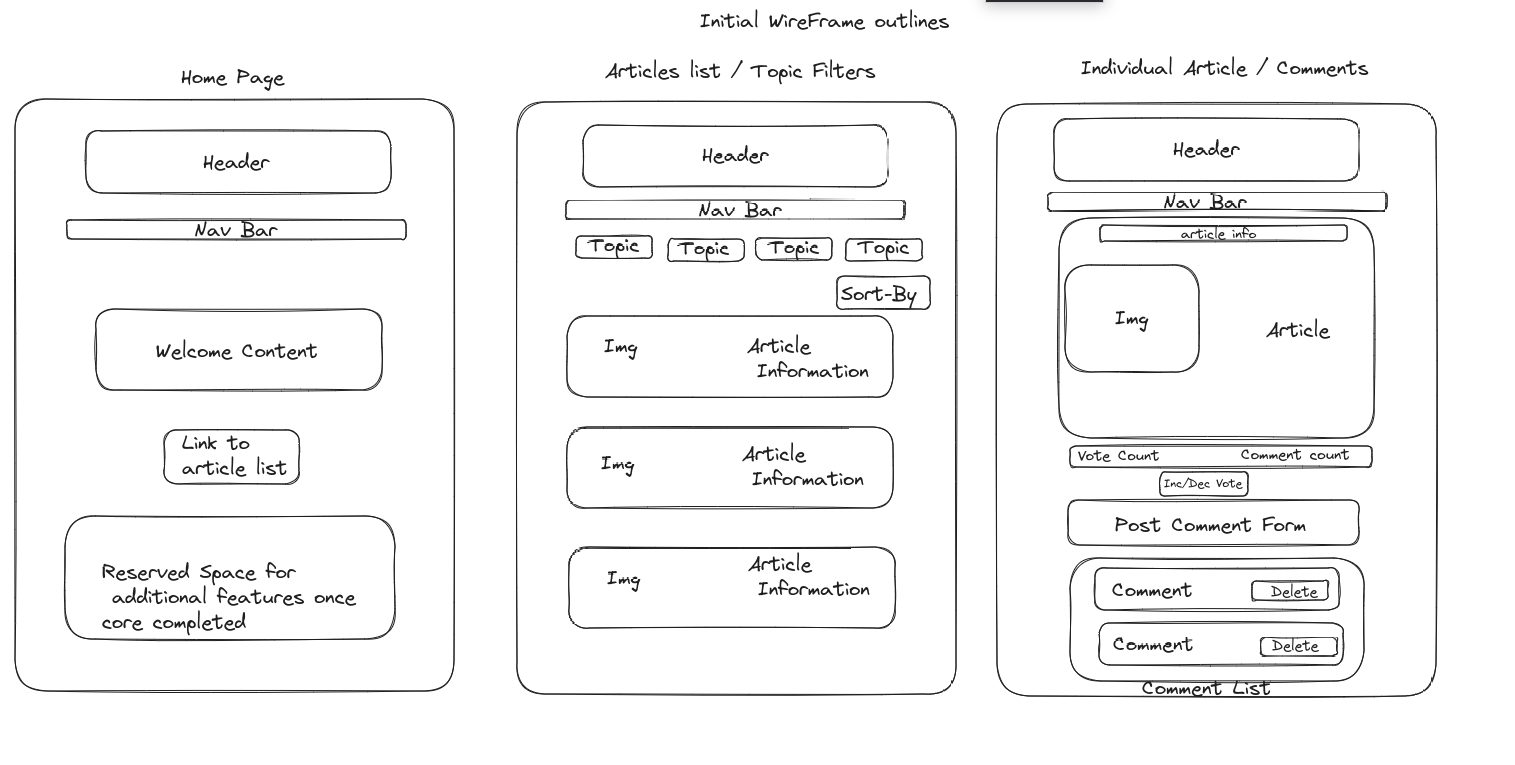 Initial WireFrame outlines
Home Page
Header
Nav Bar
Welcome Content
Link to
article list
Reserved Space for
additional features once
core completed
Articles list / Topic Filters
Header
Nav Bar
Topic Topic Topic Topic
Sort-By
Img
Article
Information
Img
Article
Information
Img
Article
Information
Individual Article / Comments
Header
Nav Bar
article info
Img
Article
Vote Count Comment count
Inc/Dec Vote
Post Comment Form
Comment Delete
Comment Delete
Comment List